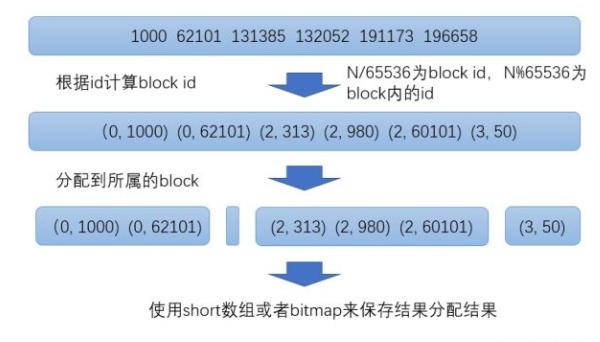 1000 62101 131385 132052 191173 196658
根据id计算block id
N/65536为block id，N%65536为
block内的id
(0, 1000) (0, 62101) (2, 313) (2, 980) (2, 60101) (3, 50)
分配到所属的block
(0, 1000) (0, 62101)
(2, 313) (2, 980) (2, 60101)
(3, 50)
使用short数组或者bitmap来保存结果分配结果